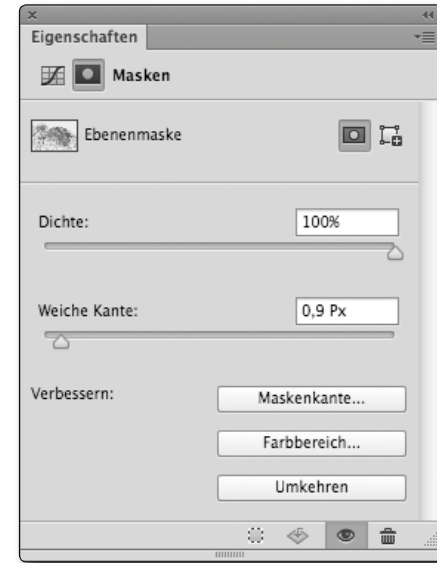 Eigenschaften
Masken
Ebenenmaske
Dichte: 100%
Weiche Kante: 0,9 Px
Verbessern: Maskenkante...
Farbbereich...
Umkehren